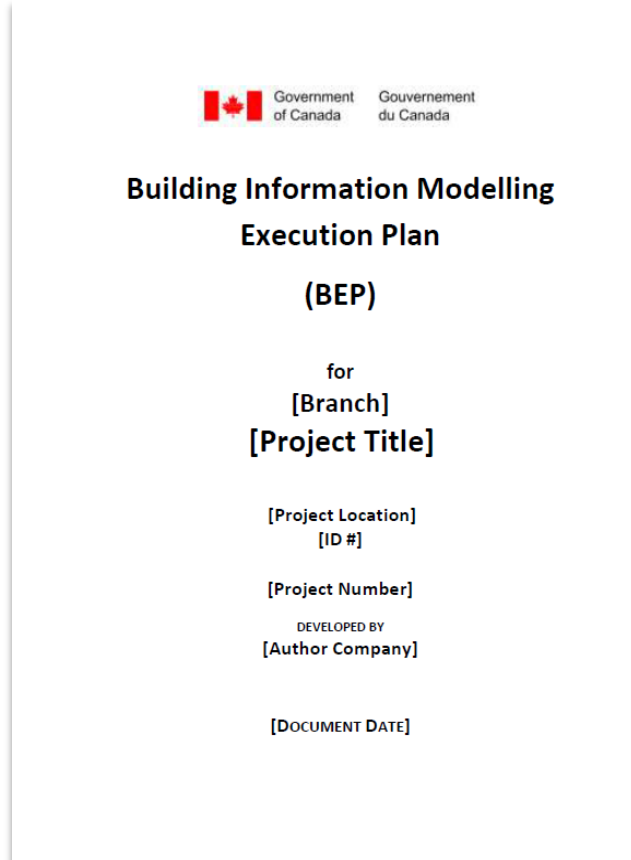 Government Gouvernement
of Canada du Canada
Building Information Modelling
Execution Plan
(BEP)
for
[Branch]
[Project Title]
[Project Location]
[ID #]
[Project Number]
DEVELOPED BY
[Author Company]
[DOCUMENT DATE]